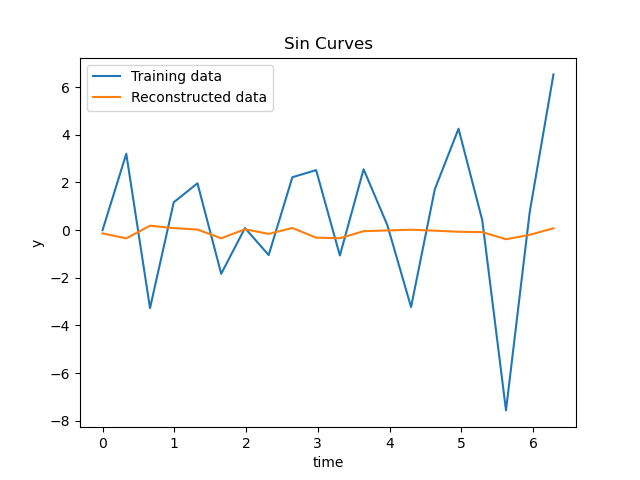 Sin Curves
Training data
Reconstructed data
6
4
2
0
−2
−4
−6
−8
y
0 1 2 3 4 5 6
time